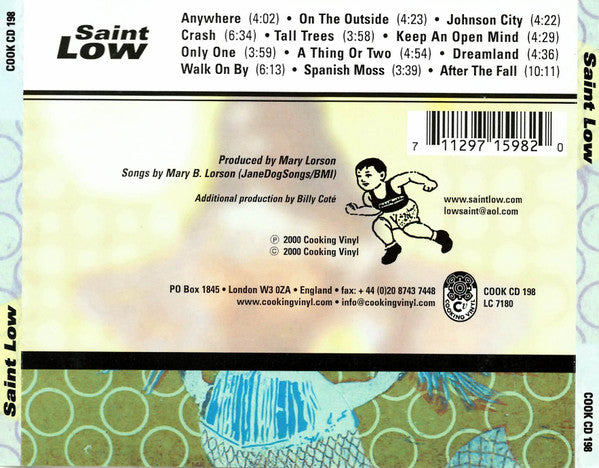 Saint
LOW
Anywhere (4:02) • On The Outside (4:23) • Johnson City (4:22)
Crash (6:34) • Tall Trees (3:58) • Keep An Open Mind (4:29)
Only One (3:59) • A Thing or Two (4:54) • Dreamland (4:36)
Walk On By (6:13) • Spanish Moss (3:39) • After The Fall (10:11)
7 11297 15982 0
Produced by Mary Lorson
Songs by Mary B. Lorson (JaneDogSongs/BMI)
Additional production by Billy Coté
℗ 2000 Cooking Vinyl
© 2000 Cooking Vinyl
www.saintlow.com
lowsaint@aol.com
PO Box 1845 • London W3 0ZA • England • fax: + 44 (0)20 8743 7448
www.cookingvinyl.com • info@cookingvinyl.com
CV
COOKING VINYL
COOK CD 198
LC 7180
COOK CD 198
Saint Low
Saint Low
COOK CD 198